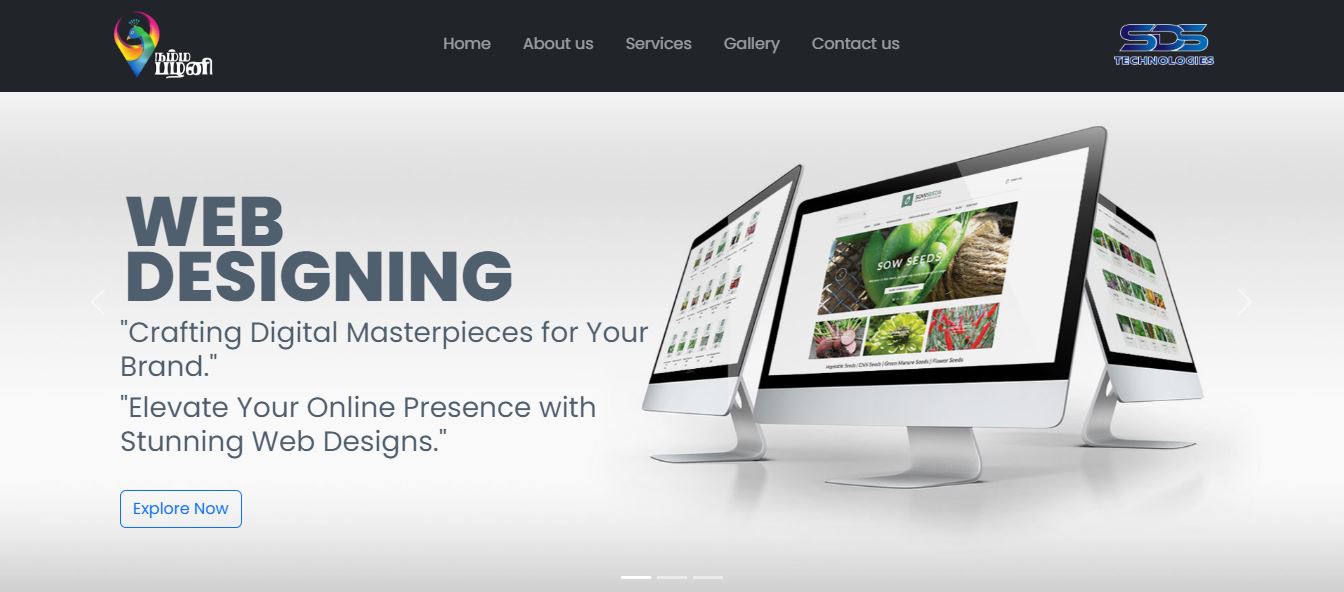 நம்ம
பழனி
Home About us Services Gallery Contact us
SDS
TECHNOLOGIES
WEB
DESIGNING
"Crafting Digital Masterpieces for Your
Brand."
"Elevate Your Online Presence with
Stunning Web Designs."
Explore Now
SOWSEEDS
SOW SEEDS
Vegetable Seeds | Chilli Seeds | Green Manure Seeds | Flower Seeds